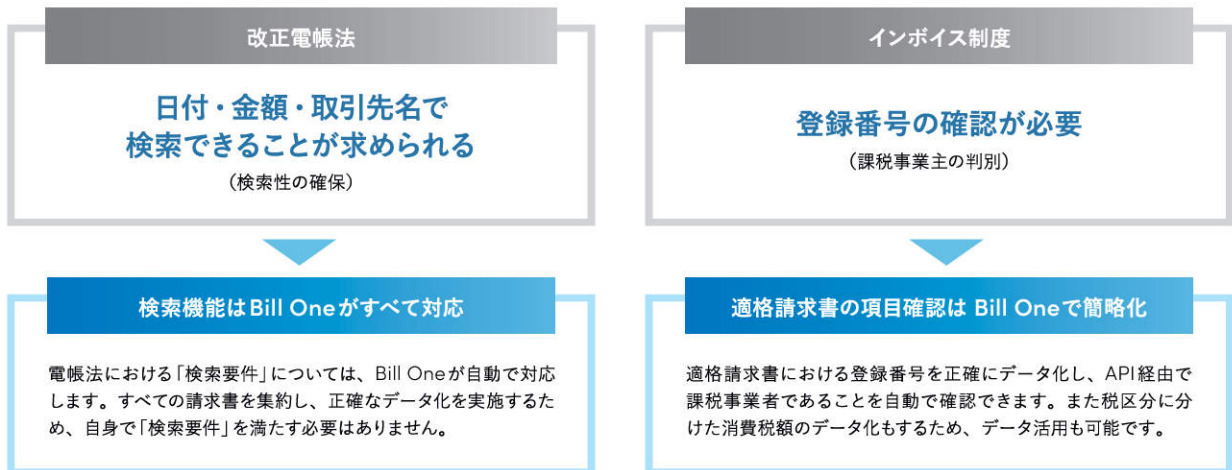 改正電帳法
日付・金額・取引先名で
検索できることが求められる
（検索性の確保）
検索機能はBill Oneがすべて対応
電帳法における「検索要件」については、Bill Oneが自動で対応
します。すべての請求書を集約し、正確なデータ化を実施するた
め、自身で「検索要件」を満たす必要はありません。
インボイス制度
登録番号の確認が必要
（課税事業主の判別）
適格請求書の項目確認は Bill Oneで簡略化
適格請求書における登録番号を正確にデータ化し、API経由で
課税事業者であることを自動で確認できます。また税区分に分
けた消費税額のデータ化もするため、データ活用も可能です。